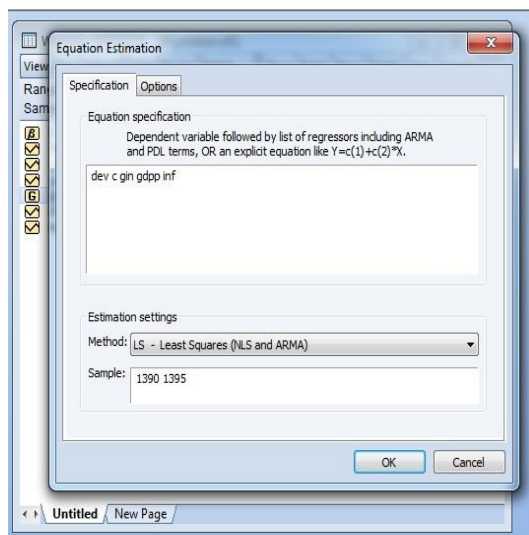 Equation Estimation
View
Ran
Sam
Specification Options
Equation specification
Dependent variable followed by list of regressors including ARMA
and PDL terms, OR an explicit equation like Y=c(1)+c(2)*X.
dev c gin gdpp inf
Estimation settings
Method: LS - Least Squares (NLS and ARMA)
Sample: 1390 1395
OK Cancel
Untitled New Page